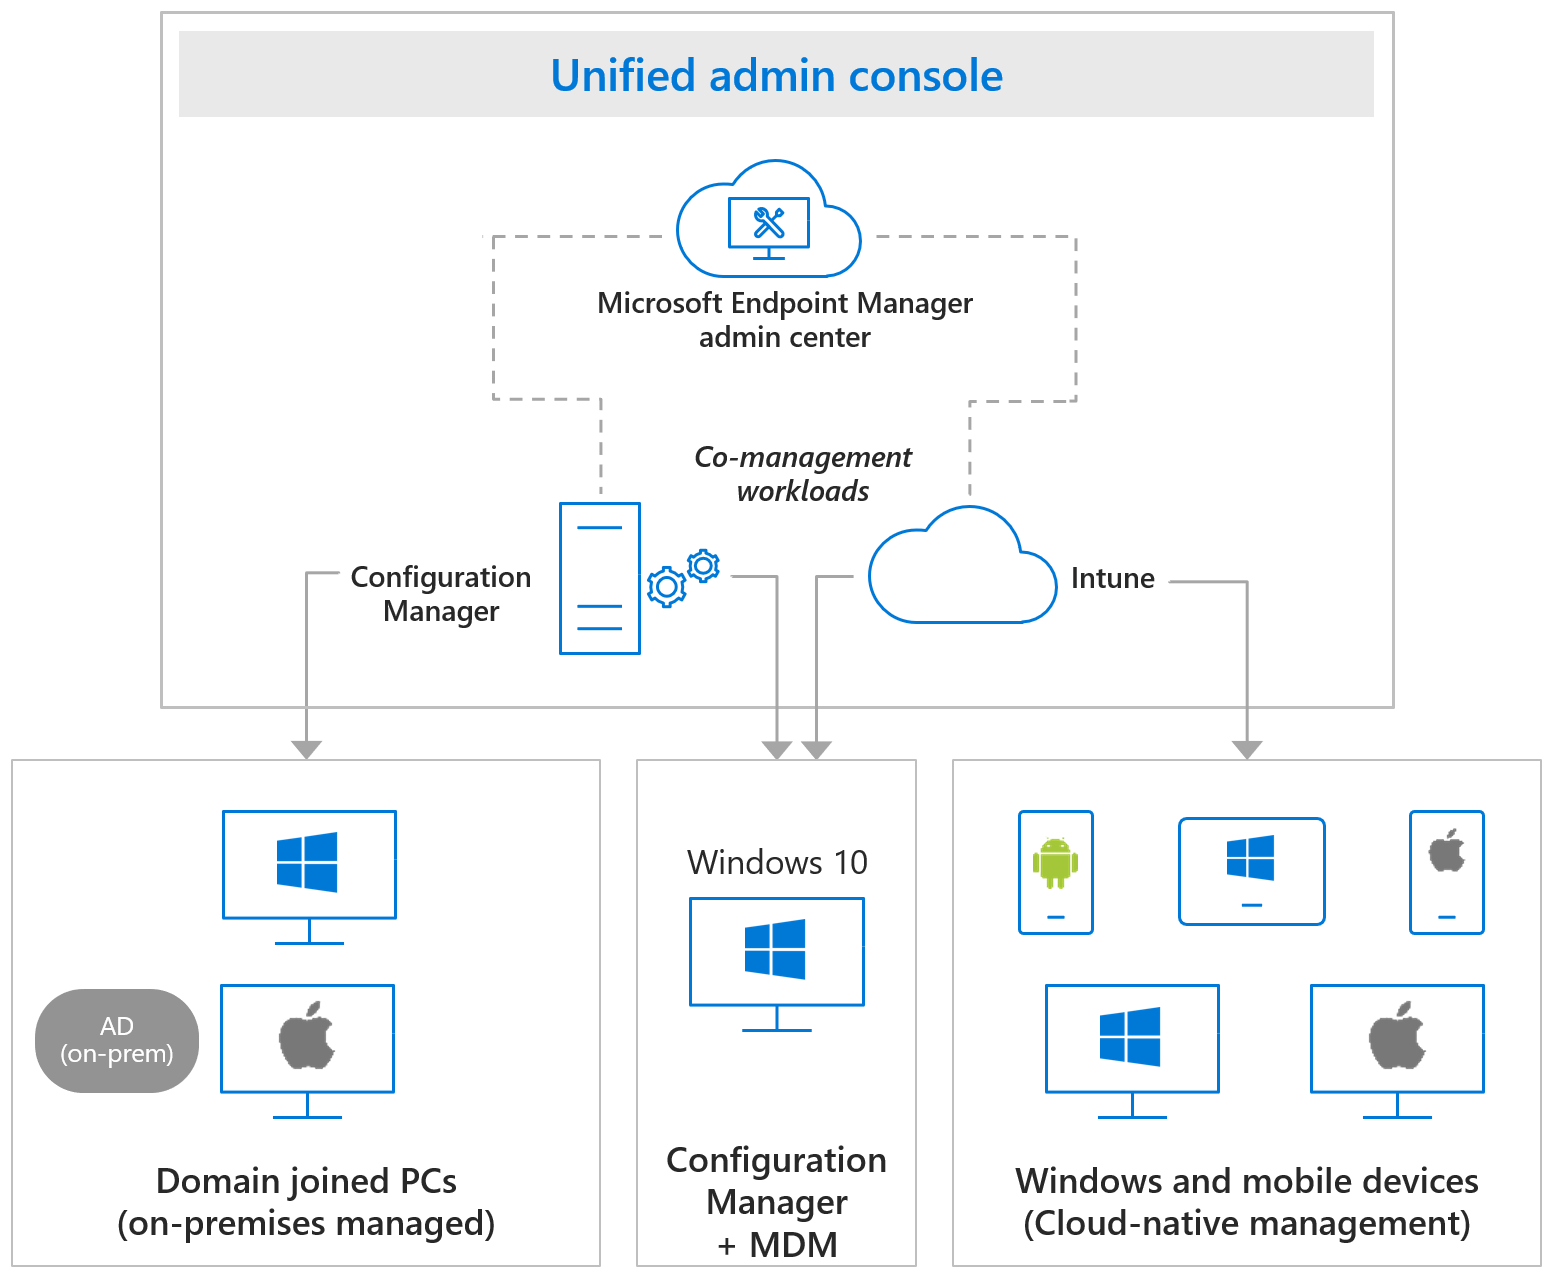 Unified admin console
Microsoft Endpoint Manager
admin center
Co-management
workloads
Configuration
Manager
Intune
AD
(on-prem)
Domain joined PCs
(on-premises managed)
Windows 10
Configuration
Manager
+ MDM
Windows and mobile devices
(Cloud-native management)